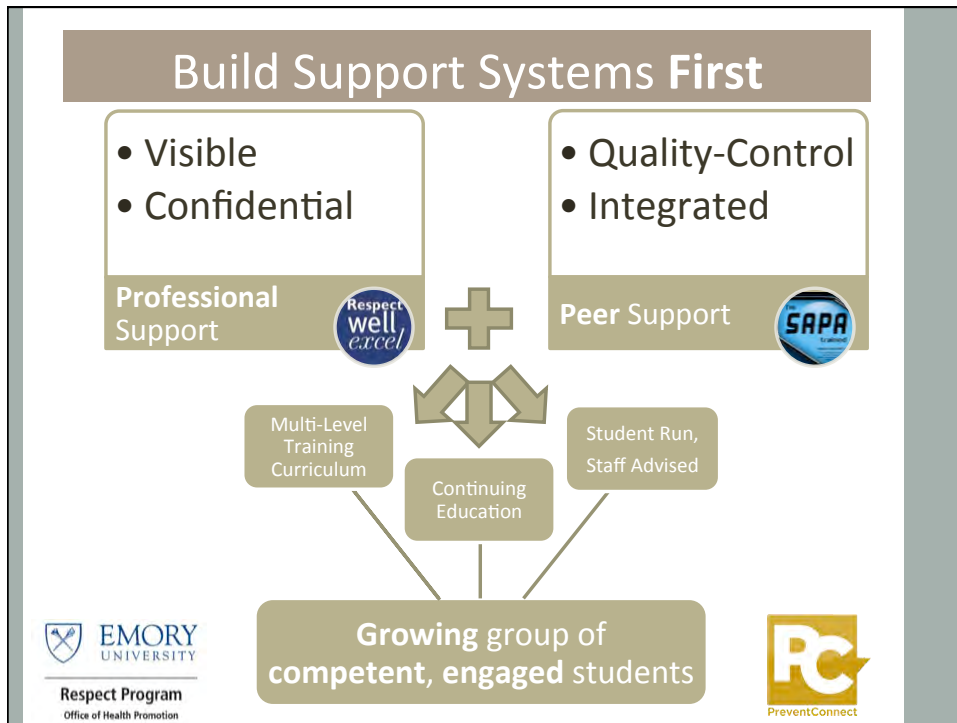 Build Support Systems First
• Visible
• Confidential
Professional
Support
Respect
well
excel
• Quality-Control
• Integrated
Peer Support
SAPA
trained
Multi-Level
Training
Curriculum
Continuing
Education
Student Run,
Staff Advised
Growing group of
competent, engaged students
EMORY
UNIVERSITY
Respect Program
Office of Health Promotion
PC
PreventConnect